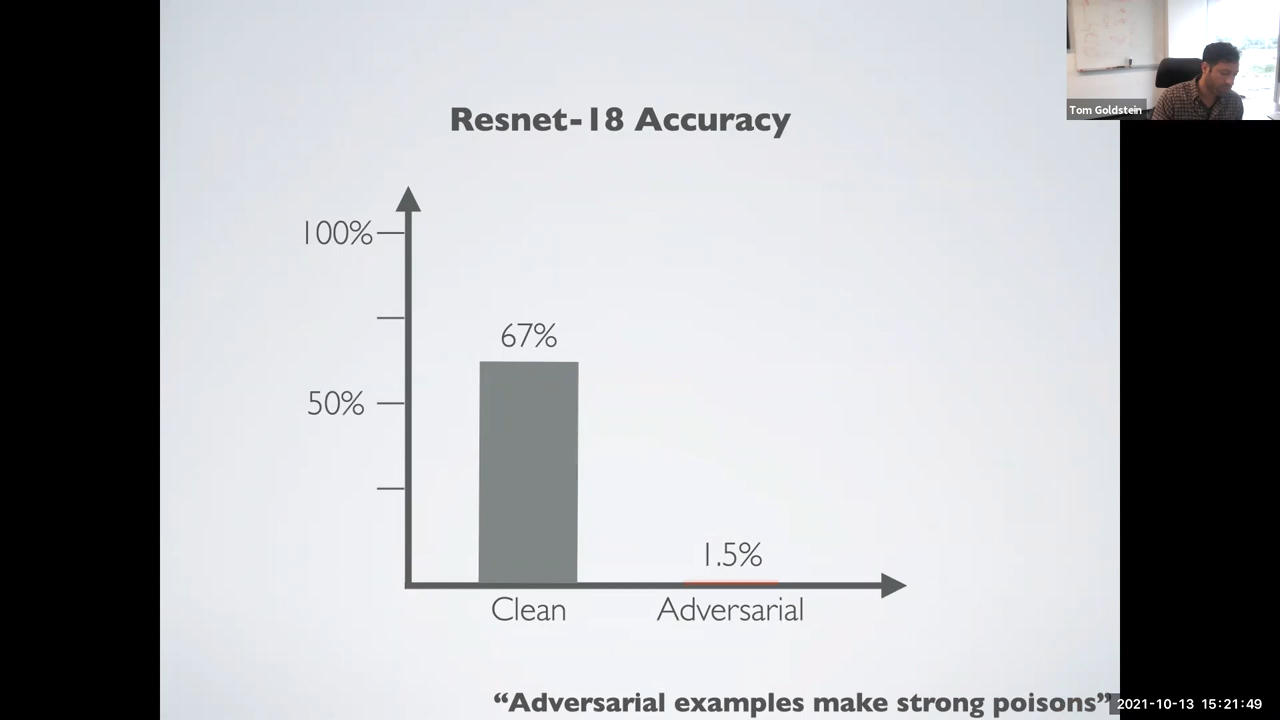 Tom Goldstein
Resnet-18 Accuracy
100%
67%
50%
1.5%
Clean
Adversarial
“Adversarial examples make strong poisons”
2021-10-13 15:21:49